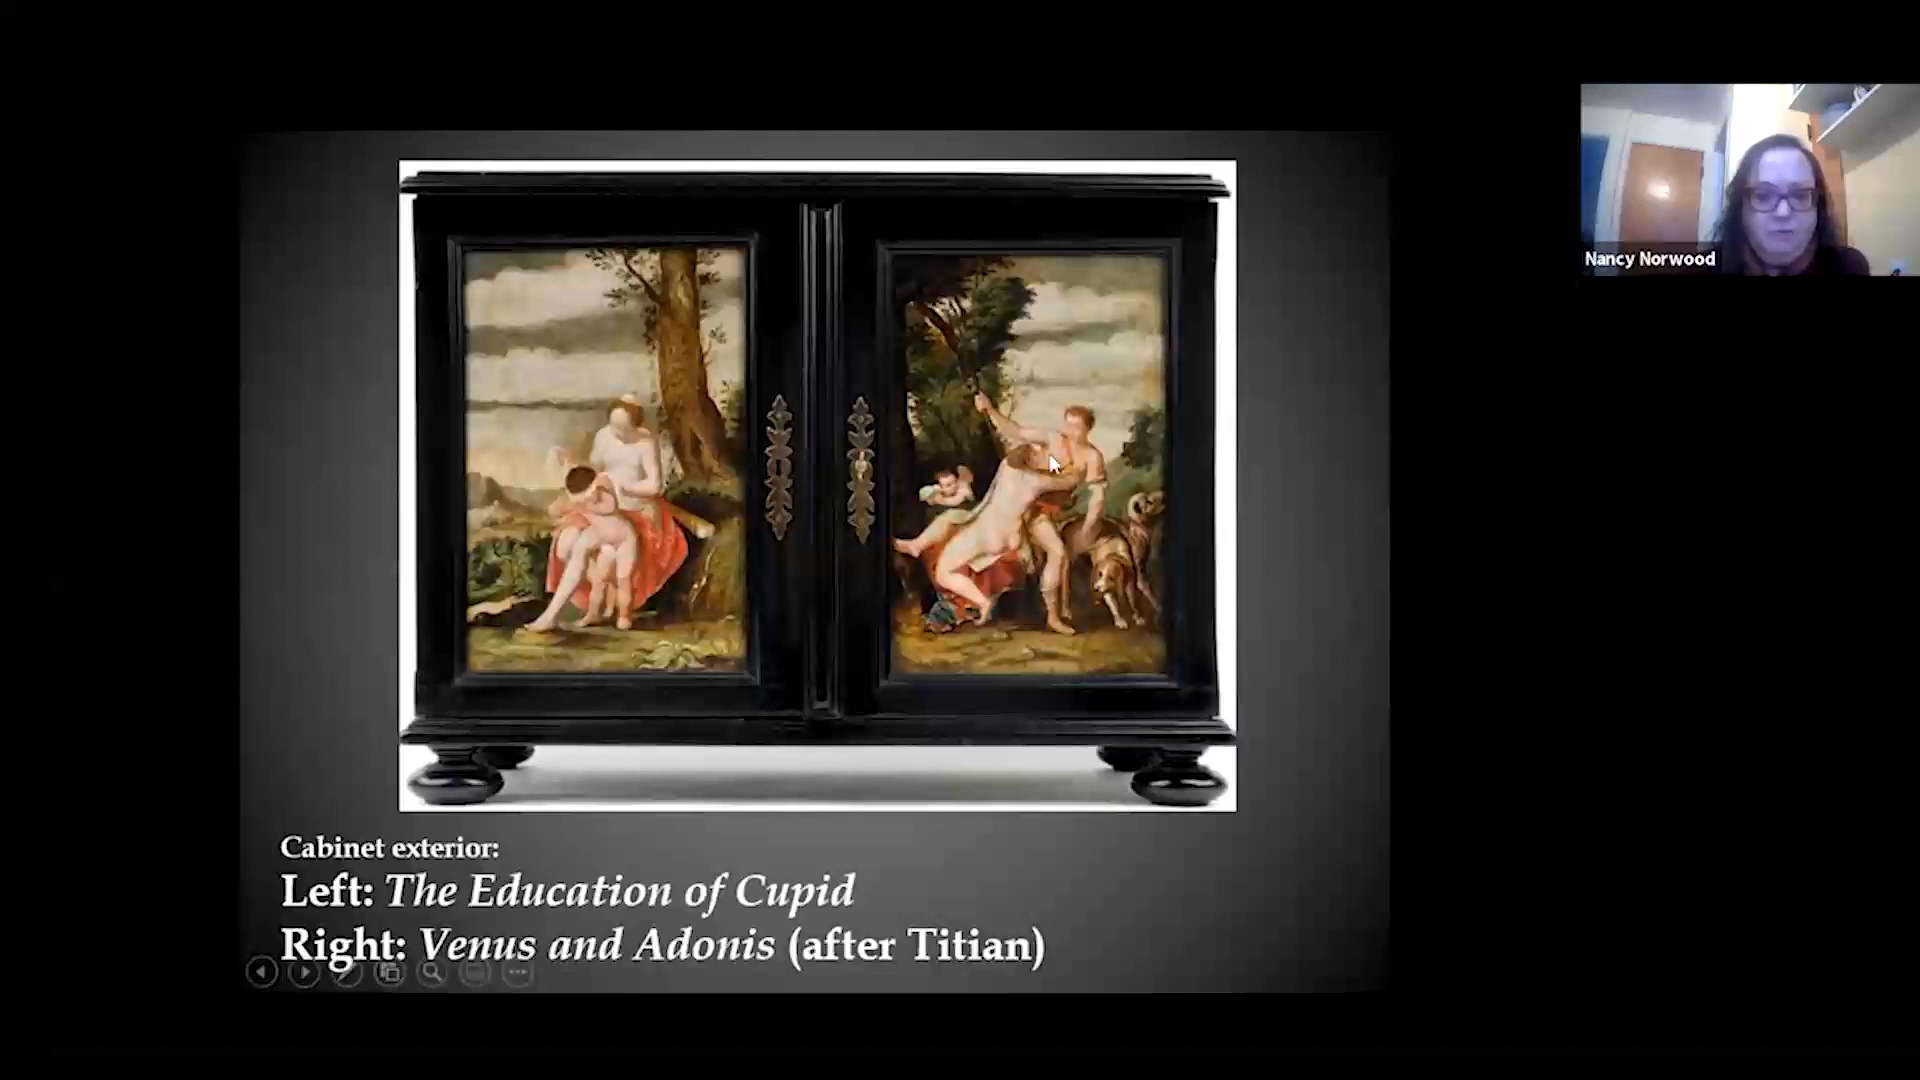 Nancy Norwood
Cabinet exterior:
Left: The Education of Cupid
Right: Venus and Adonis (after Titian)